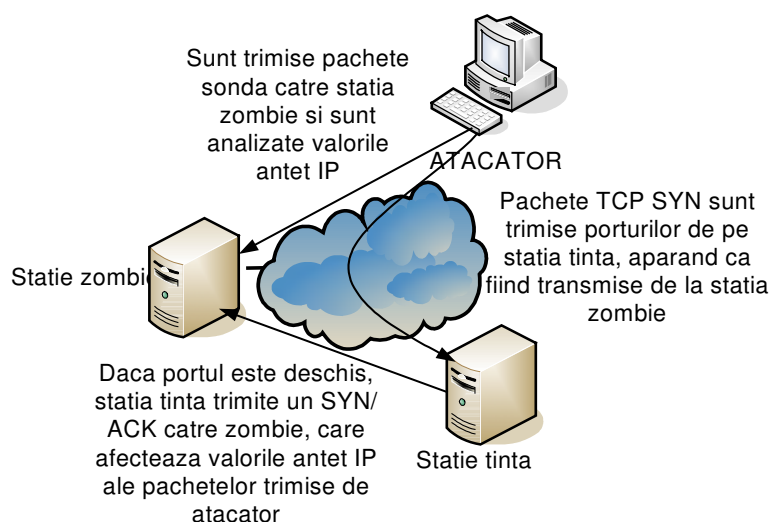 Sunt trimise pachete
sonda catre statia
zombie si sunt
analizate valorile
antet IP
ATACATOR
Pachete TCP SYN sunt
trimise porturilor de pe
statia tinta, aparand ca
fiind transmise de la statia
zombie
Statie zombie
Daca portul este deschis,
statia tinta trimite un SYN/
ACK catre zombie, care
afecteaza valorile antet IP
ale pachetelor trimise de
atacator
Statie tinta